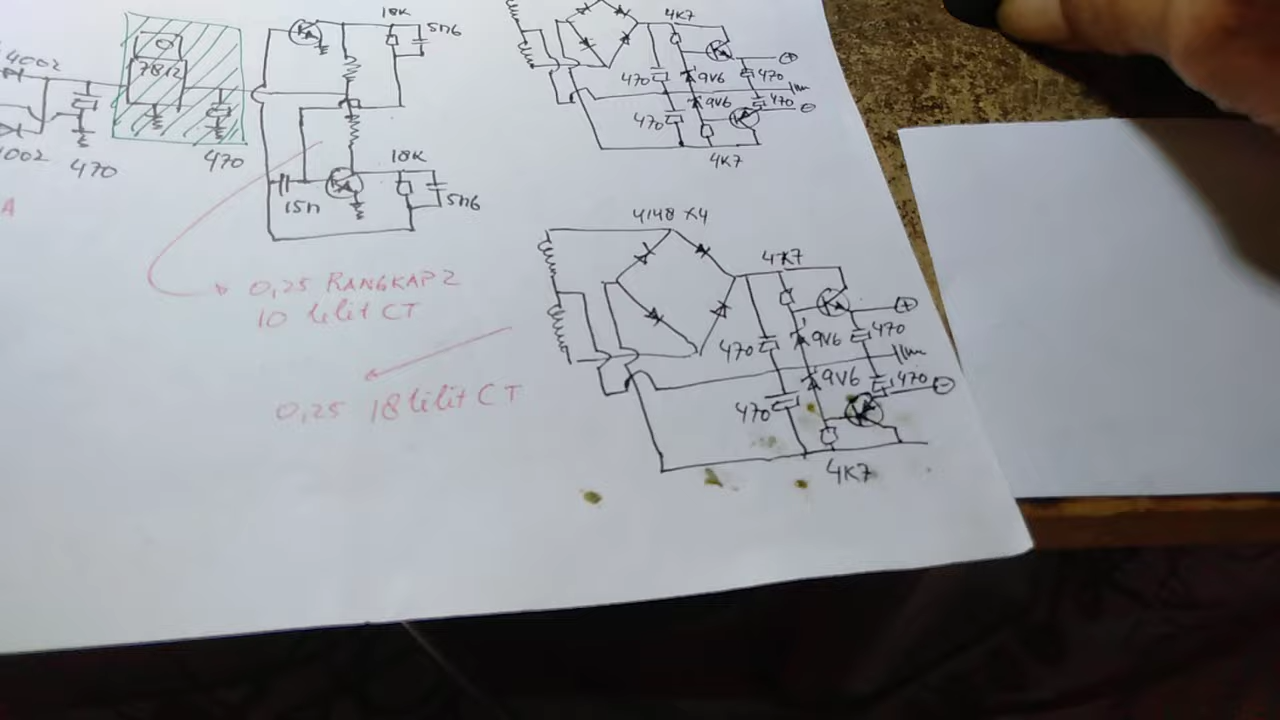 4002
7812
4002
470
470
A
18K
5n6
18K
5n6
15n
0,25 RANGKAP 2
10 lilit CT
0,25 18 lilit CT
4K7
470
9V6
470
+
470
9V6
470
-
4K7
4148 X4
4K7
470
9V6
470
+
470
9V6
470
-
4K7